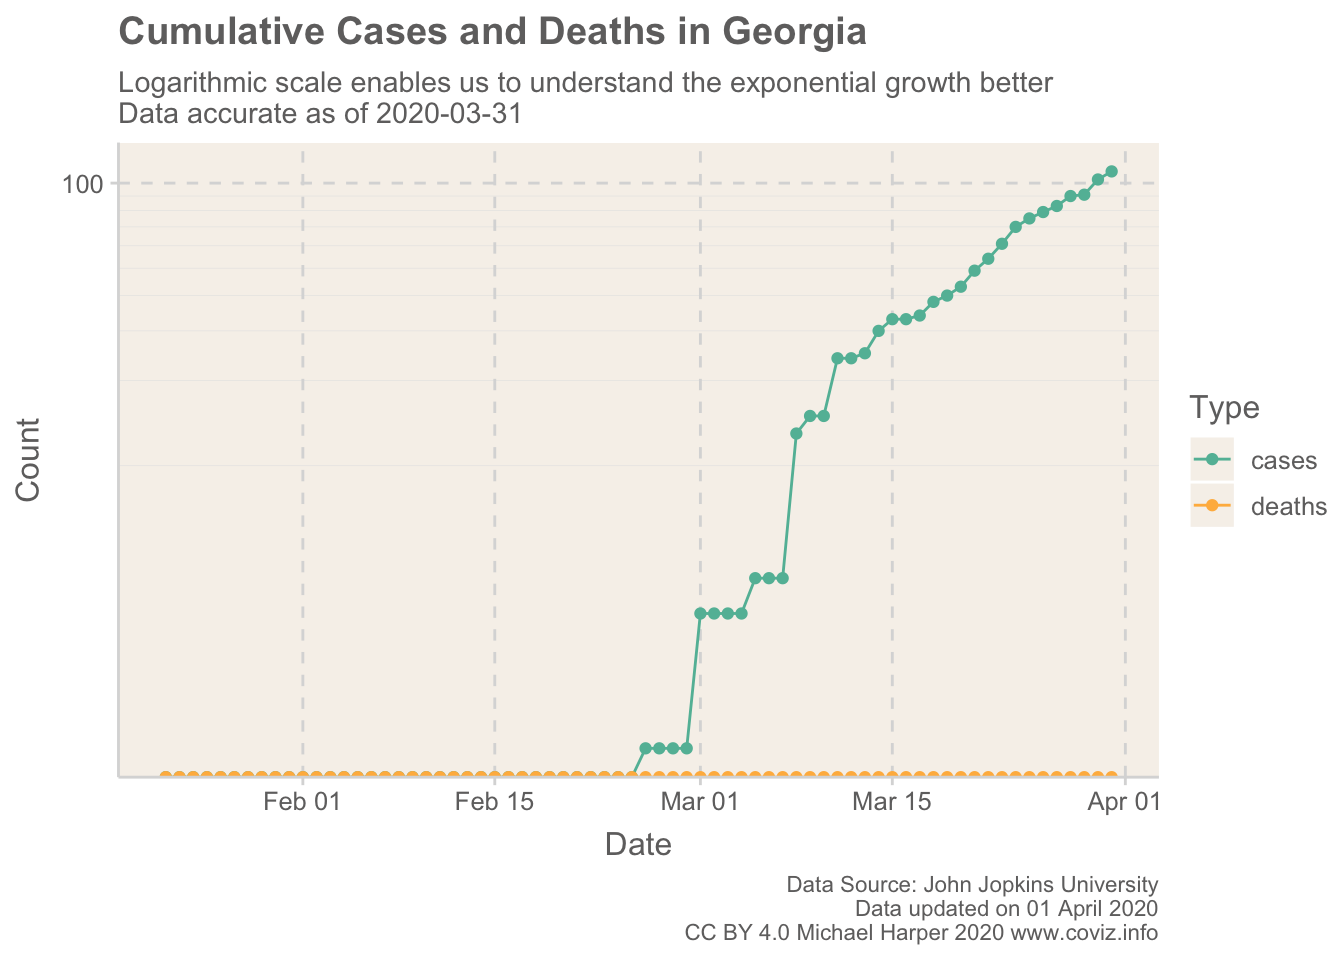 Cumulative Cases and Deaths in Georgia
Logarithmic scale enables us to understand the exponential growth better
Data accurate as of 2020-03-31
100
Count
Feb 01
Feb 15
Mar 01
Mar 15
Apr 01
Date
Type
cases
deaths
Data Source: John Jopkins University
Data updated on 01 April 2020
CC BY 4.0 Michael Harper 2020 www.coviz.info